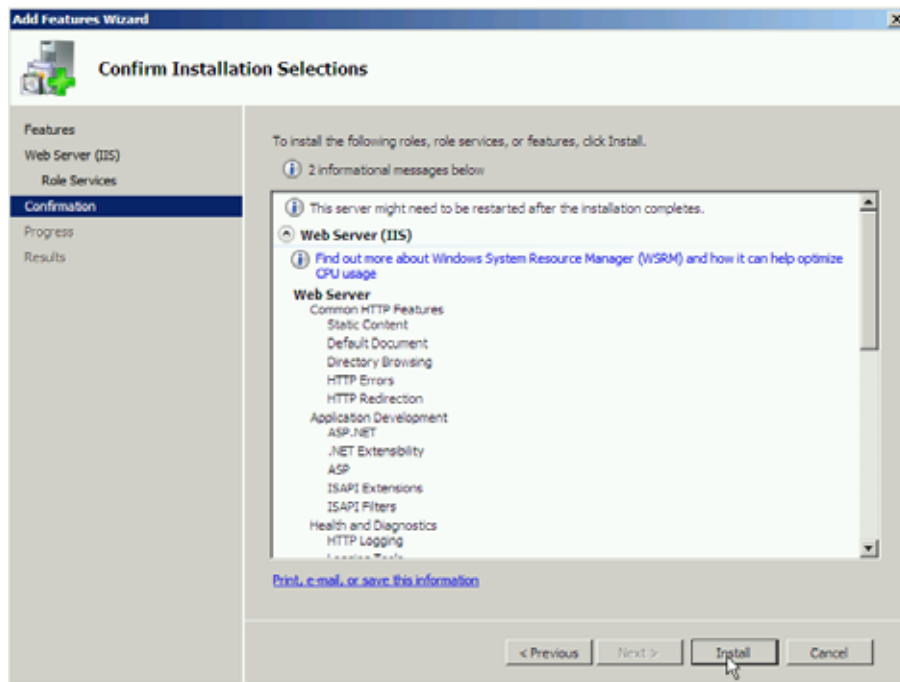 Add Features Wizard
Confirm Installation Selections
Features
Web Server (IIS)
Role Services
Confirmation
Progress
Results
To install the following roles, role services, or features, click Install.
2 informational messages below
This server might need to be restarted after the installation completes.
Web Server (IIS)
Find out more about Windows System Resource Manager (WSRM) and how it can help optimize
CPU usage
Web Server
Common HTTP Features
Static Content
Default Document
Directory Browsing
HTTP Errors
HTTP Redirection
Application Development
ASP.NET
.NET Extensibility
ASP
ISAPI Extensions
ISAPI Filters
Health and Diagnostics
HTTP Logging
Logging Tools
Print, e-mail, or save this information
< Previous
Next >
Install
Cancel